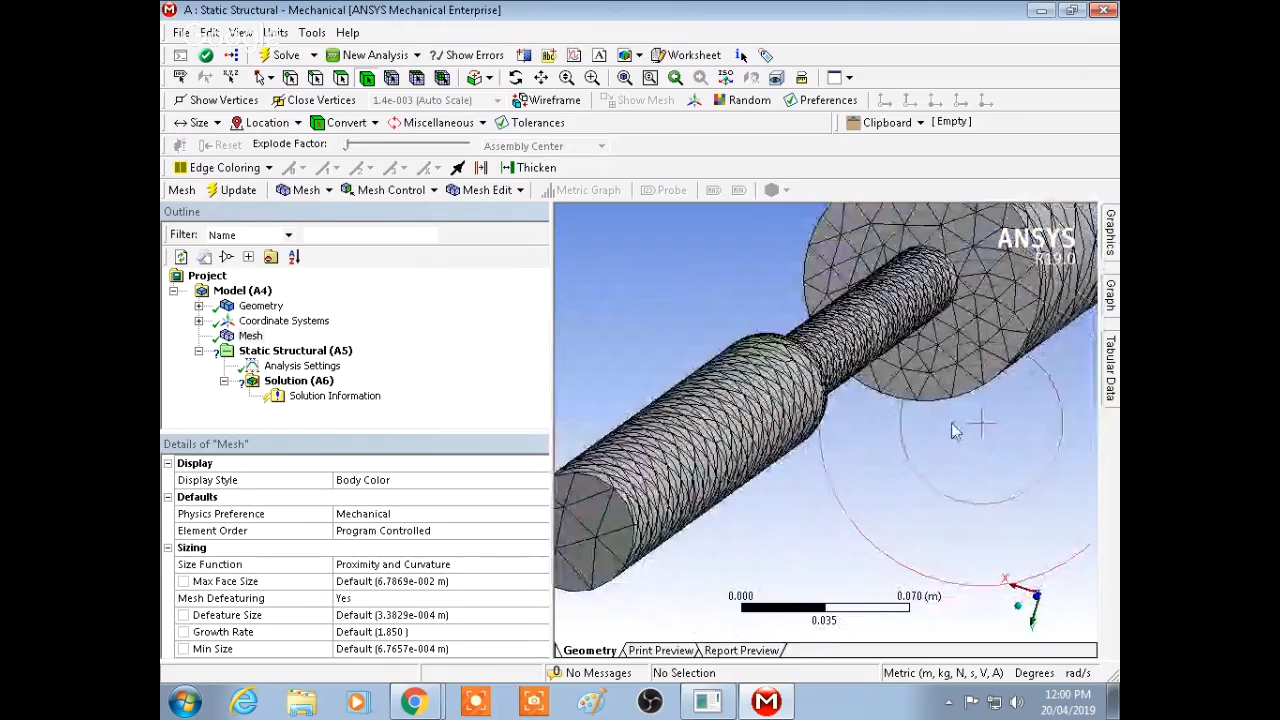 A : Static Structural - Mechanical [ANSYS Mechanical Enterprise]
File Edit View Units Tools Help
Solve New Analysis ?/ Show Errors Worksheet
Show Vertices Close Vertices 1.4e-003 (Auto Scale) Wireframe Show Mesh Random Preferences
Size Location Convert Miscellaneous Tolerances Clipboard [ Empty ]
Reset Explode Factor: Assembly Center
Edge Coloring Thicken
Mesh Update Mesh Mesh Control Mesh Edit Metric Graph Probe
Outline
Filter: Name
Project
Model (A4)
Geometry
Coordinate Systems
Mesh
Static Structural (A5)
Analysis Settings
Solution (A6)
Solution Information
Details of "Mesh"
Display
Display Style Body Color
Defaults
Physics Preference Mechanical
Element Order Program Controlled
Sizing
Size Function Proximity and Curvature
Max Face Size Default (6.7869e-002 m)
Mesh Defeaturing Yes
Defeature Size Default (3.3829e-004 m)
Growth Rate Default (1.850 )
Min Size Default (6.7657e-004 m)
ANSYS
R19.0
X
0.000 0.070 (m)
0.035
Geometry Print Preview Report Preview
Graphics
Graph
Tabular Data
0 No Messages No Selection Metric (m, kg, N, s, V, A) Degrees rad/s
12:00 PM
20/04/2019